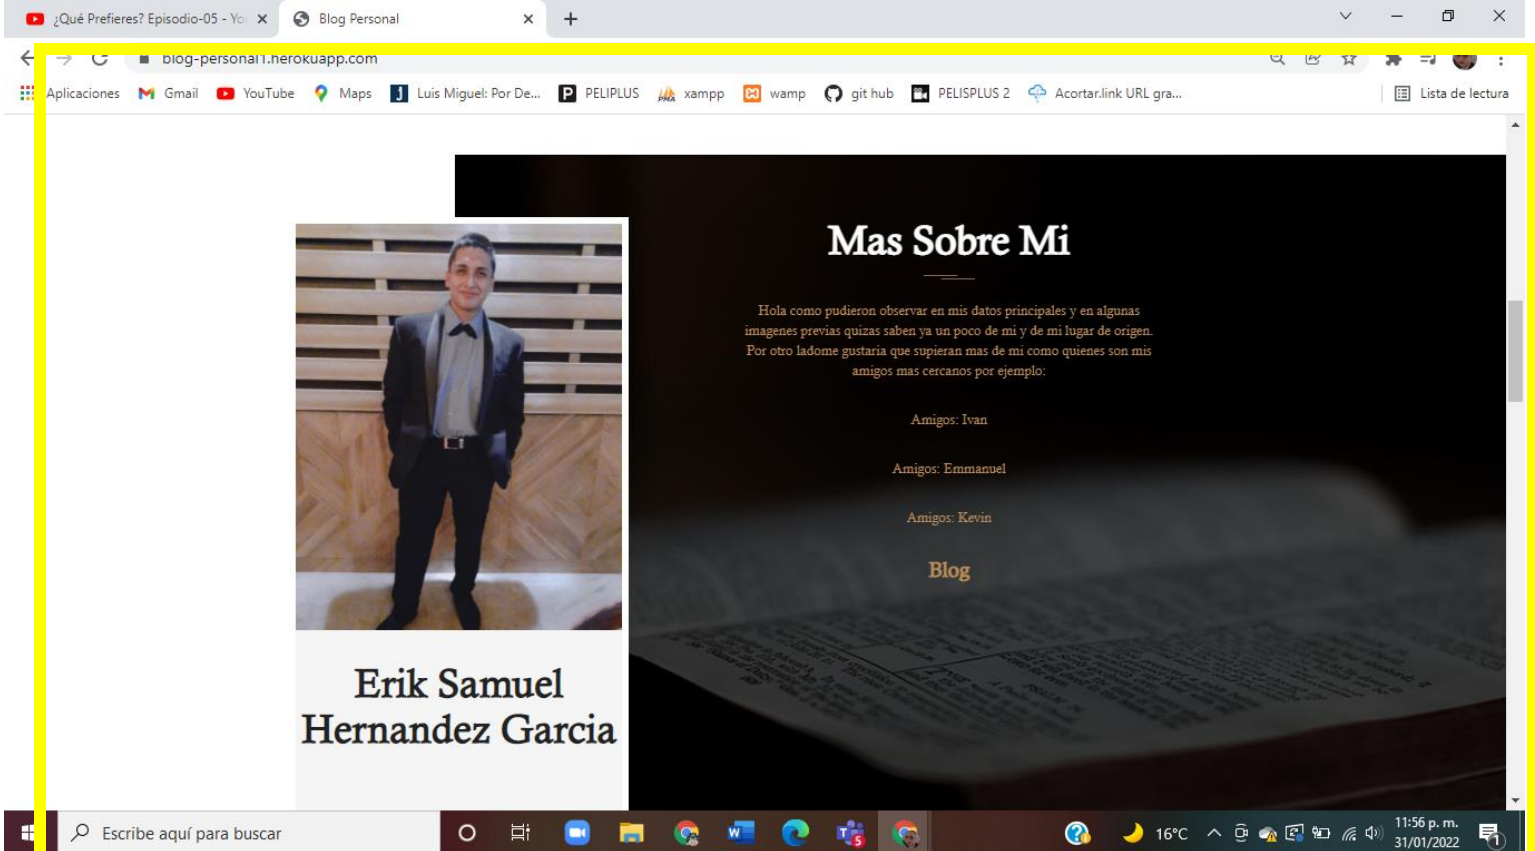 ¿Qué Prefieres? Episodio-05 - Yo
Blog Personal
blog-personal1.herokuapp.com
Aplicaciones
Gmail
YouTube
Maps
Luis Miguel: Por De...
PELIPLUS
xampp
wamp
git hub
PELISPLUS 2
Acortar.link URL gra...
Lista de lectura
Mas Sobre Mi
Hola como pudieron observar en mis datos principales y en algunas
imagenes previas quizas saben ya un poco de mi y de mi lugar de origen.
Por otro ladome gustaria que supieran mas de mi como quienes son mis
amigos mas cercanos por ejemplo:
Amigos: Ivan
Amigos: Emmanuel
Amigos: Kevin
Blog
Erik Samuel
Hernandez Garcia
Escribe aquí para buscar
16°C
11:56 p. m.
31/01/2022